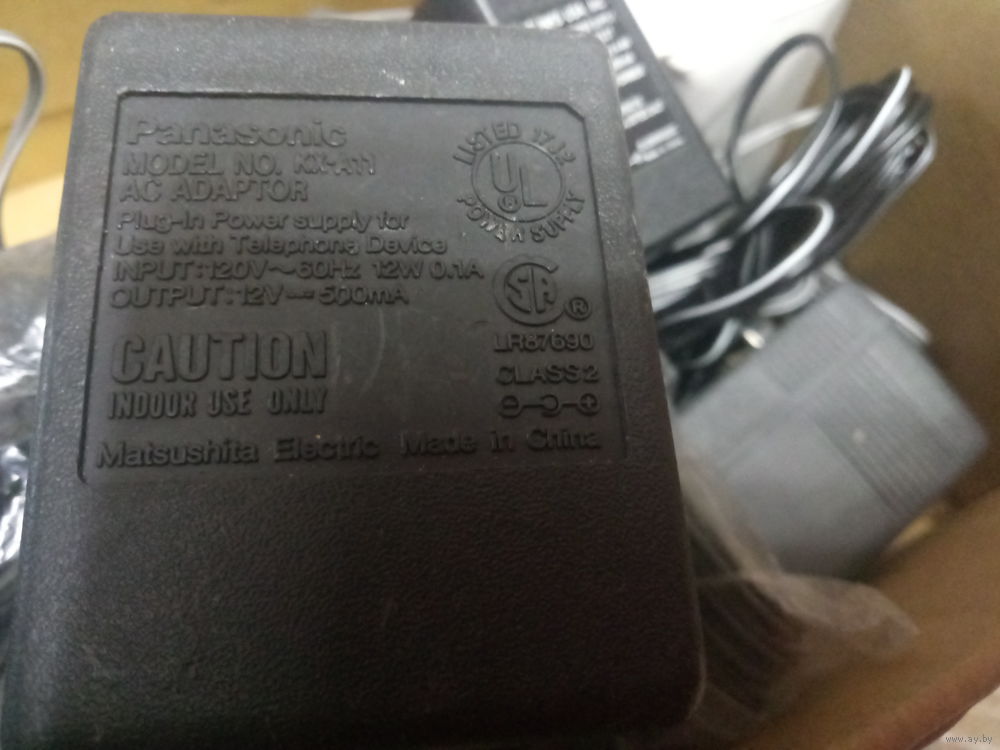 Panasonic
MODEL NO. KX-A11
AC ADAPTOR
Plug-In Power supply for
Use with Telephone Device
INPUT:120V~60Hz 12W 0.1A
OUTPUT:12V⎓500mA
CAUTION
INDOOR USE ONLY
Matsushita Electric Made in China
LISTED 17J2
UL
®
POWER SUPPLY
SA
®
LR87690
CLASS 2
www.ay.by